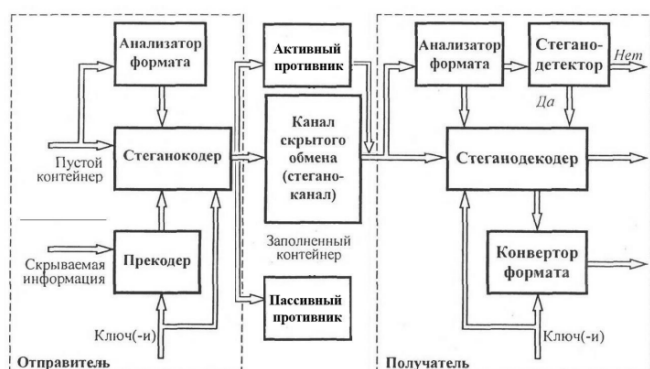 Анализатор
формата
Активный
противник
Анализатор
формата
Стегано-
детектор
Нет
Да
Пустой
контейнер
Стеганокодер
Канал
скрытого
обмена
(стегано-
канал)
Стеганодекодер
Скрываемая
информация
Прекодер
Заполненный
контейнер
Конвертор
формата
Пассивный
противник
Ключ(-и)
Ключ(-и)
Отправитель
Получатель